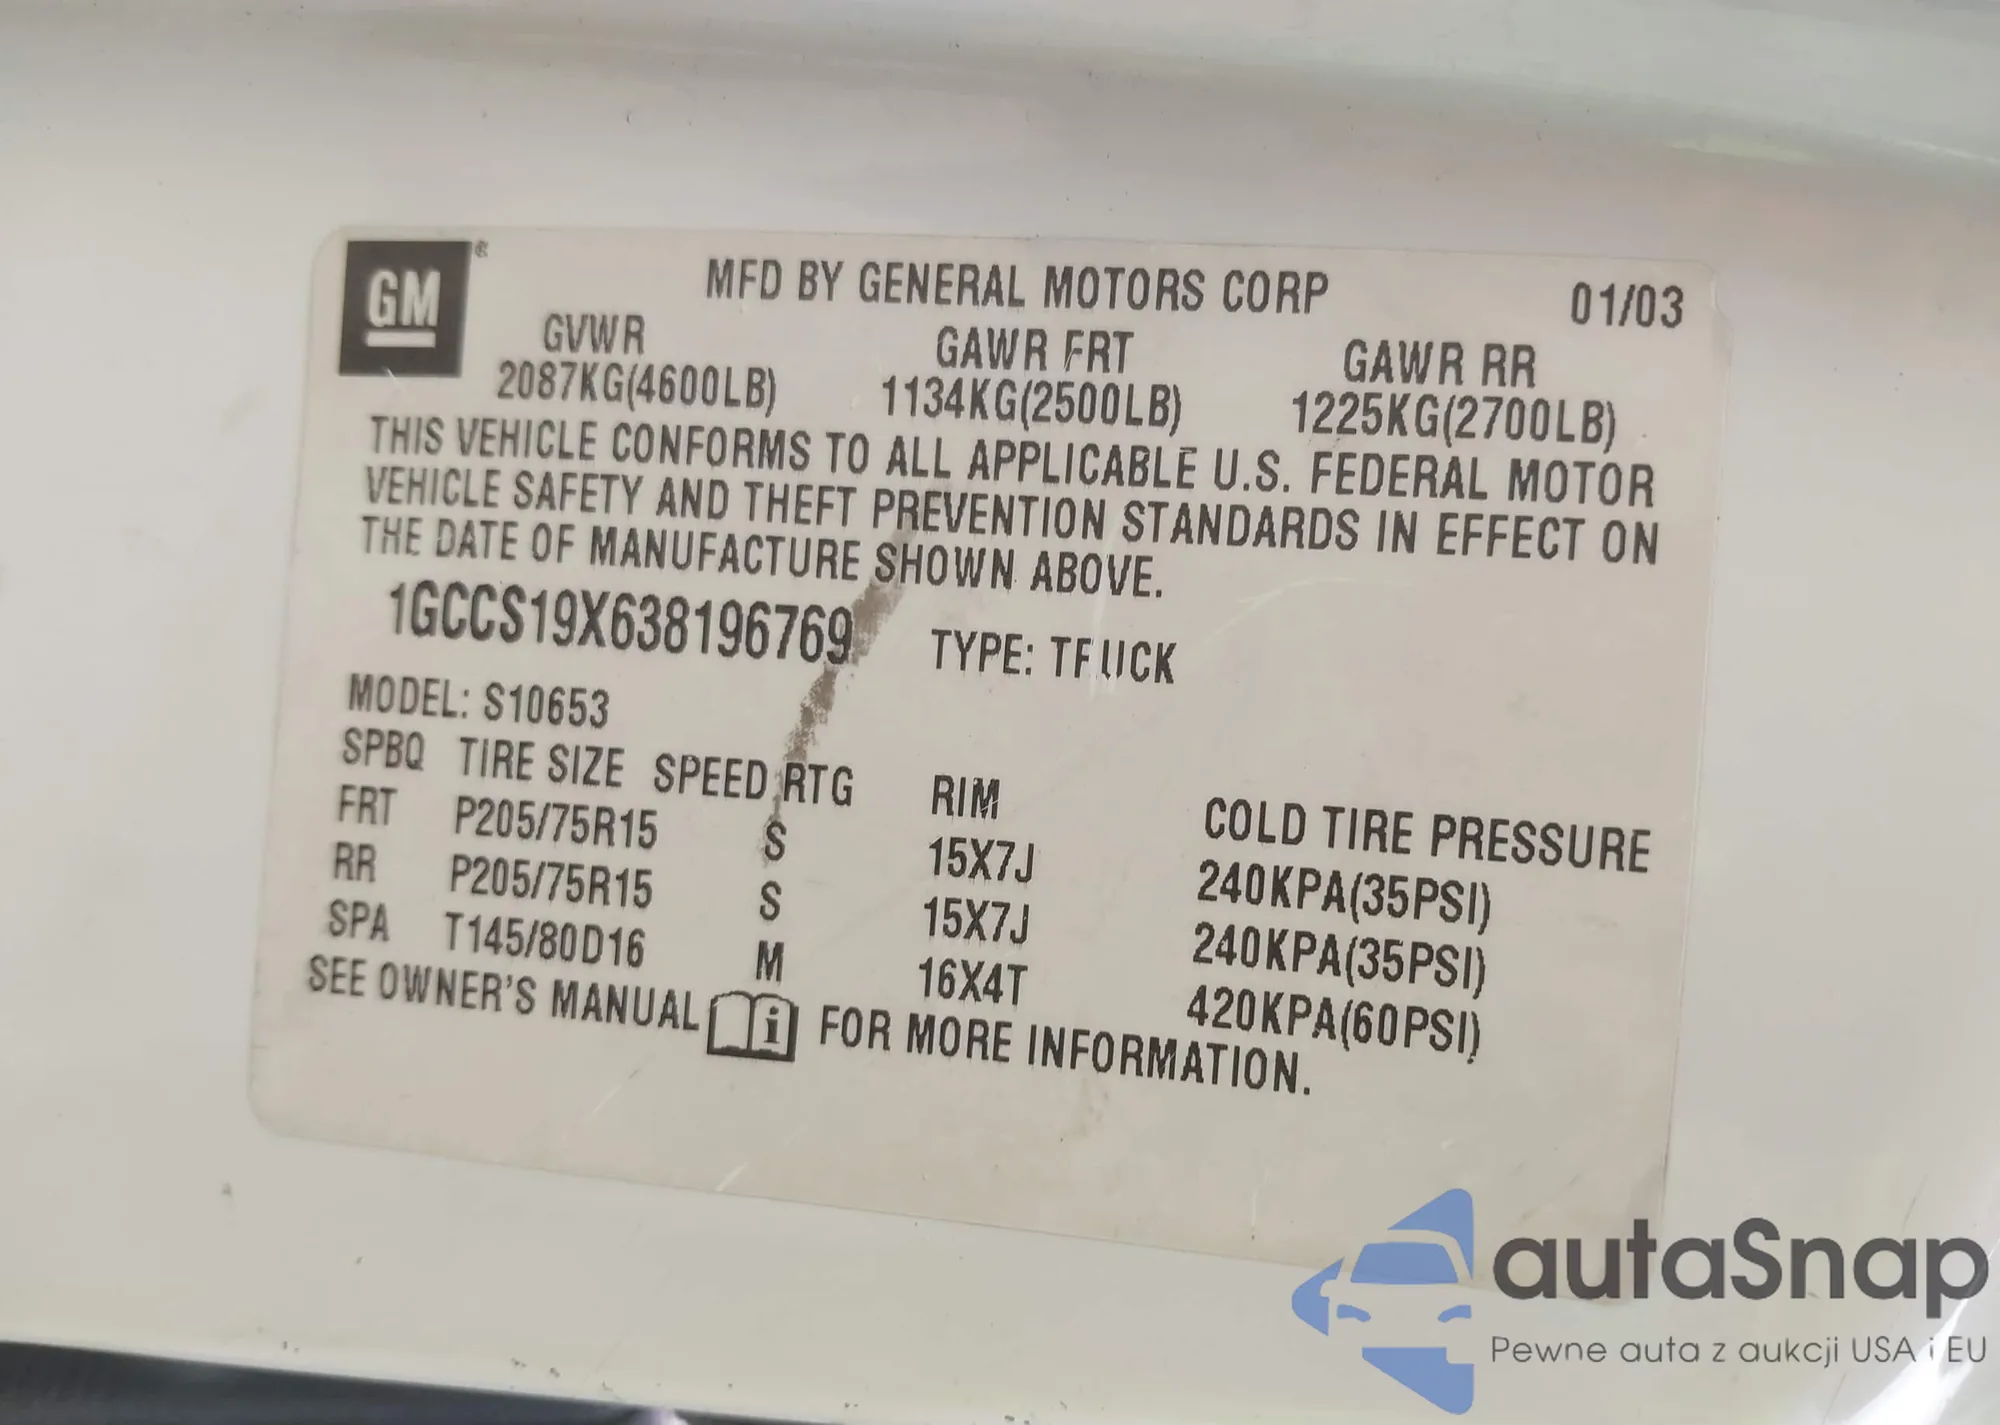 GM®
MFD BY GENERAL MOTORS CORP 01/03
GVWR GAWR FRT GAWR RR
2087KG(4600LB) 1134KG(2500LB) 1225KG(2700LB)
THIS VEHICLE CONFORMS TO ALL APPLICABLE U.S. FEDERAL MOTOR
VEHICLE SAFETY AND THEFT PREVENTION STANDARDS IN EFFECT ON
THE DATE OF MANUFACTURE SHOWN ABOVE.
1GCCS19X638196769 TYPE: TRUCK
MODEL: S10653
SPBQ TIRE SIZE SPEED RTG RIM COLD TIRE PRESSURE
FRT P205/75R15 S 15X7J 240KPA(35PSI)
RR P205/75R15 S 15X7J 240KPA(35PSI)
SPA T145/80D16 M 16X4T 420KPA(60PSI)
SEE OWNER'S MANUAL i FOR MORE INFORMATION.
autaSnap
Pewne auta z aukcji USA i EU